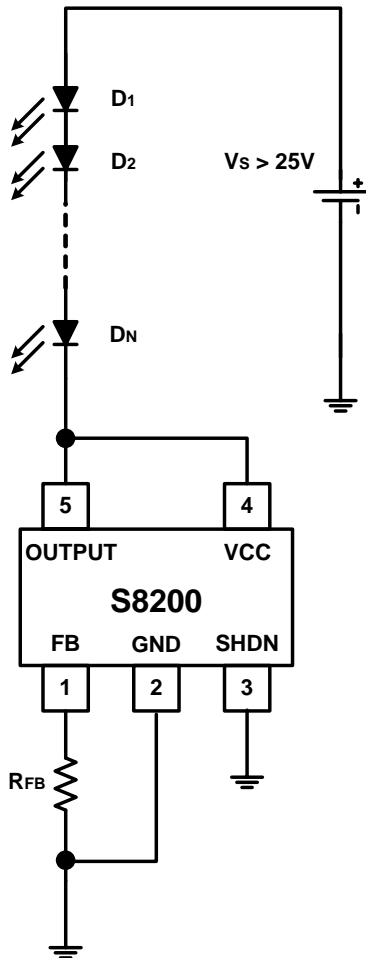 D1
D2
VS > 25V
+
DN
5
4
OUTPUT
VCC
S8200
FB
GND
SHDN
1
2
3
RFB